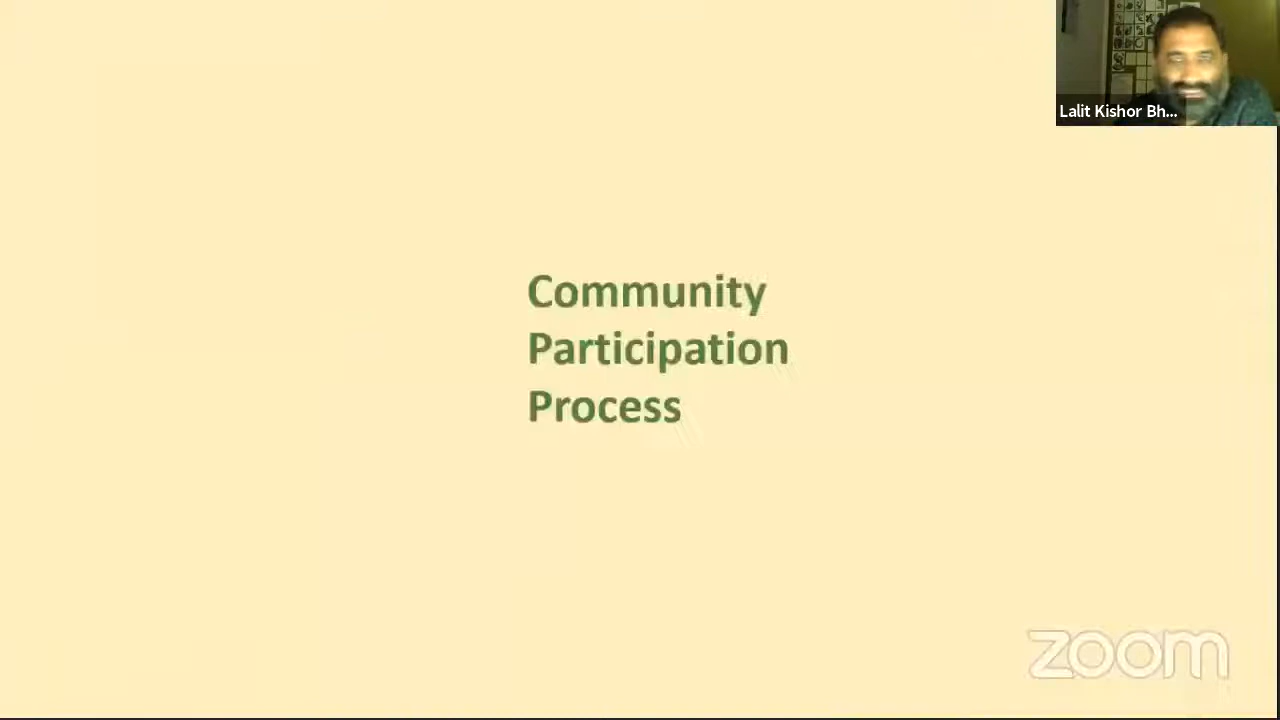 Lalit Kishor Bh...
Community
Participation
Process
zoom